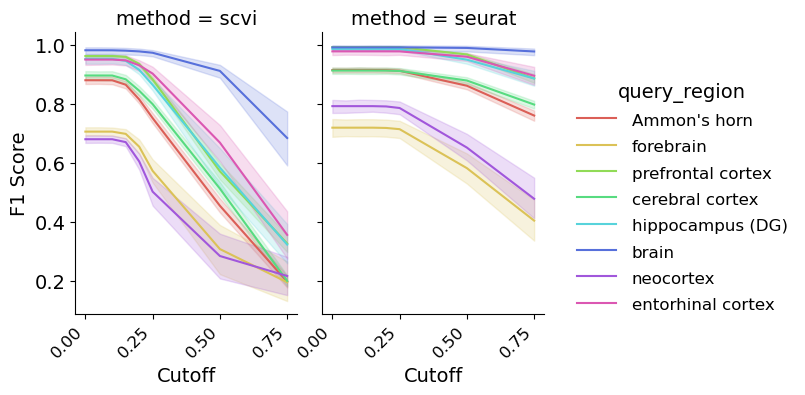 method = scvi
method = seurat
F1 Score
1.0
0.8
0.6
0.4
0.2
0.00
0.25
0.50
0.75
Cutoff
0.00
0.25
0.50
0.75
Cutoff
query_region
Ammon's horn
forebrain
prefrontal cortex
cerebral cortex
hippocampus (DG)
brain
neocortex
entorhinal cortex